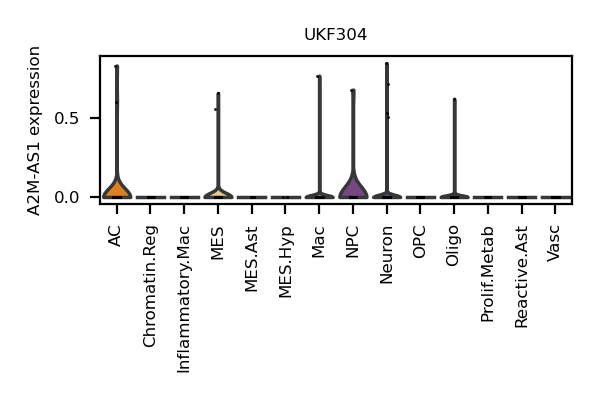 UKF304
A2M-AS1 expression
0.5
0.0
AC
Chromatin.Reg
Inflammatory.Mac
MES
MES.Ast
MES.Hyp
Mac
NPC
Neuron
OPC
Oligo
Prolif.Metab
Reactive.Ast
Vasc